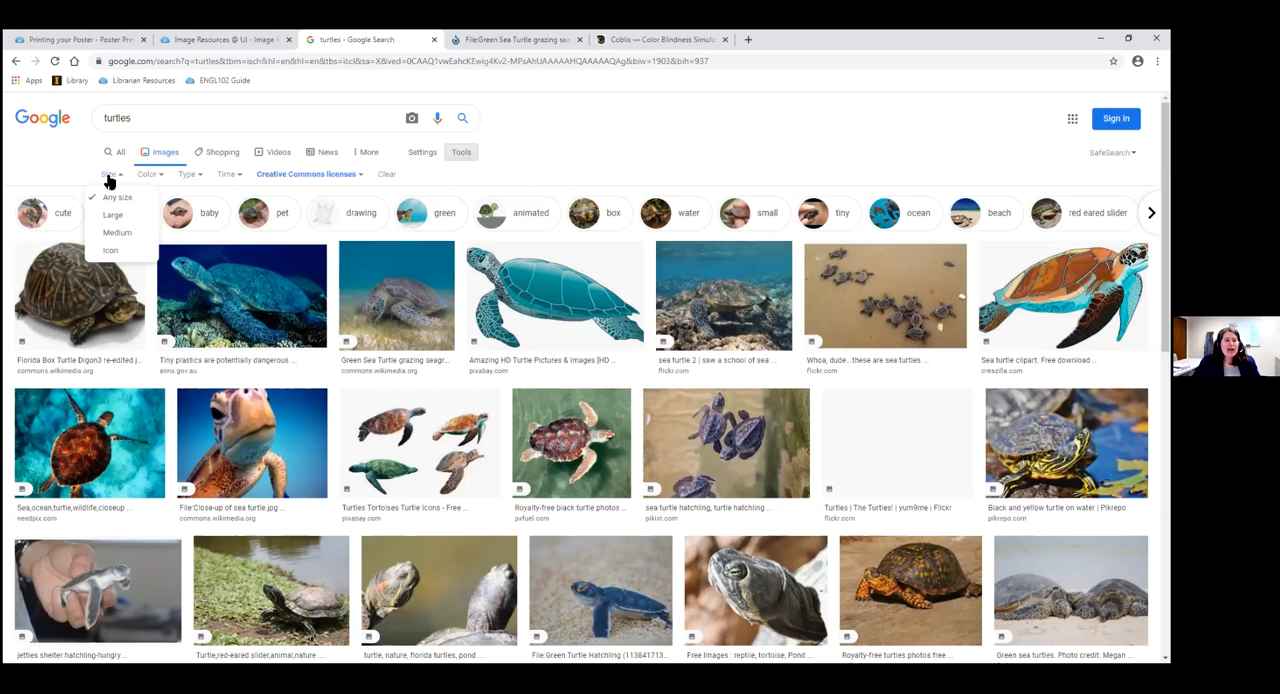 Printing your Poster - Poster Pre
Image Resources @ UI - Image R
turtles - Google Search
File:Green Sea Turtle grazing sea
Coblis — Color Blindness Simula
google.com/search?q=turtles&tbm=isch&hl=en&hl=en&tbs=il:cl&sa=X&ved=0CAAQ1vwEahcKEwig4Kv2-MPsAhUAAAAAHQAAAAAQAg&biw=1903&bih=937
Apps
Library
Librarian Resources
ENGL102 Guide
Google
turtles
Sign in
All
Images
Shopping
Videos
News
More
Settings
Tools
SafeSearch
Size
Color
Type
Time
Creative Commons licenses
Clear
Any size
Large
Medium
Icon
cute
baby
pet
drawing
green
animated
box
water
small
tiny
ocean
beach
red eared slider
Florida Box Turtle Digon3 re-edited.j...
commons.wikimedia.org
Tiny plastics are potentially dangerous ...
aims.gov.au
Green Sea Turtle grazing seagr...
commons.wikimedia.org
Amazing HD Turtle Pictures & Images [HD ...
pixabay.com
sea turtle 2 | saw a school of sea ...
flickr.com
Whoa, dude...these are sea turtles ...
flickr.com
Sea turtle clipart. Free download ...
creazilla.com
Sea,ocean,turtle,wildlife,closeup ...
needpix.com
File:Close-up of sea turtle.jpg ...
commons.wikimedia.org
Turtles Tortoises Turtle Icons - Free ...
pixabay.com
Royalty-free black turtle photos ...
pxfuel.com
sea turtle hatchling, turtle hatchling ...
pikist.com
Turtles | The Turtles! | yum9me | Flickr
flickr.com
Black and yellow turtle on water | Pikrepo
pikrepo.com
jetties shelter hatchling-hungry ...
Turtle,red-eared slider,animal,nature ...
turtle, nature, florida turtles, pond ...
File:Green Turtle Hatchling (113841713...
Free Images : reptile, tortoise, Pond ...
Royalty-free turtles photos free ...
Green sea turtles. Photo credit: Megan ...